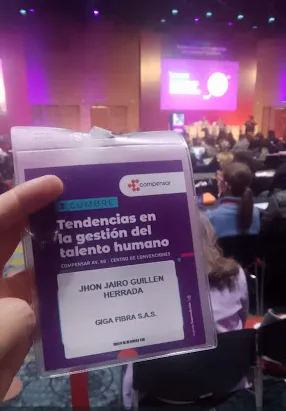 CUMBRE
compensar
Tendencias en
la gestión del
talento humano
COMPENSAR AV. 68 | CENTRO DE CONVENCIONES
JHON JAIRO GUILLEN
HERRADA
GIGA FIBRA S.A.S.